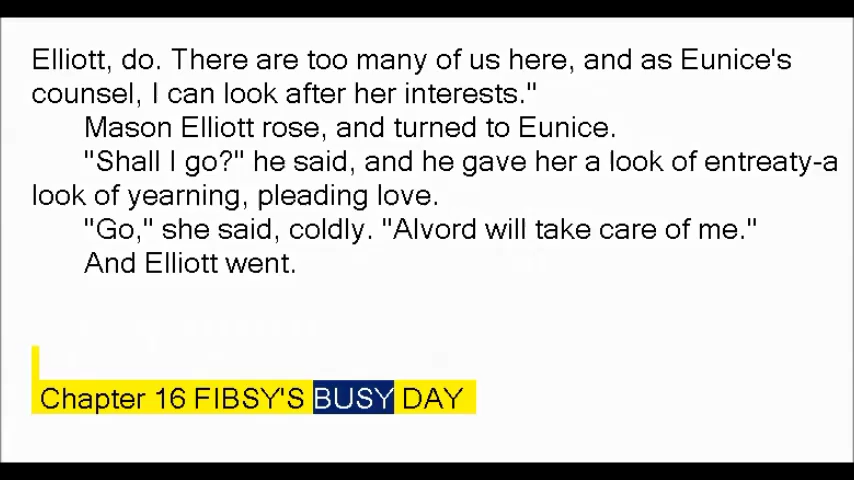 Elliott, do. There are too many of us here, and as Eunice's
counsel, I can look after her interests."
Mason Elliott rose, and turned to Eunice.
"Shall I go?" he said, and he gave her a look of entreaty-a
look of yearning, pleading love.
"Go," she said, coldly. "Alvord will take care of me."
And Elliott went.
Chapter 16 FIBSY'S BUSY DAY